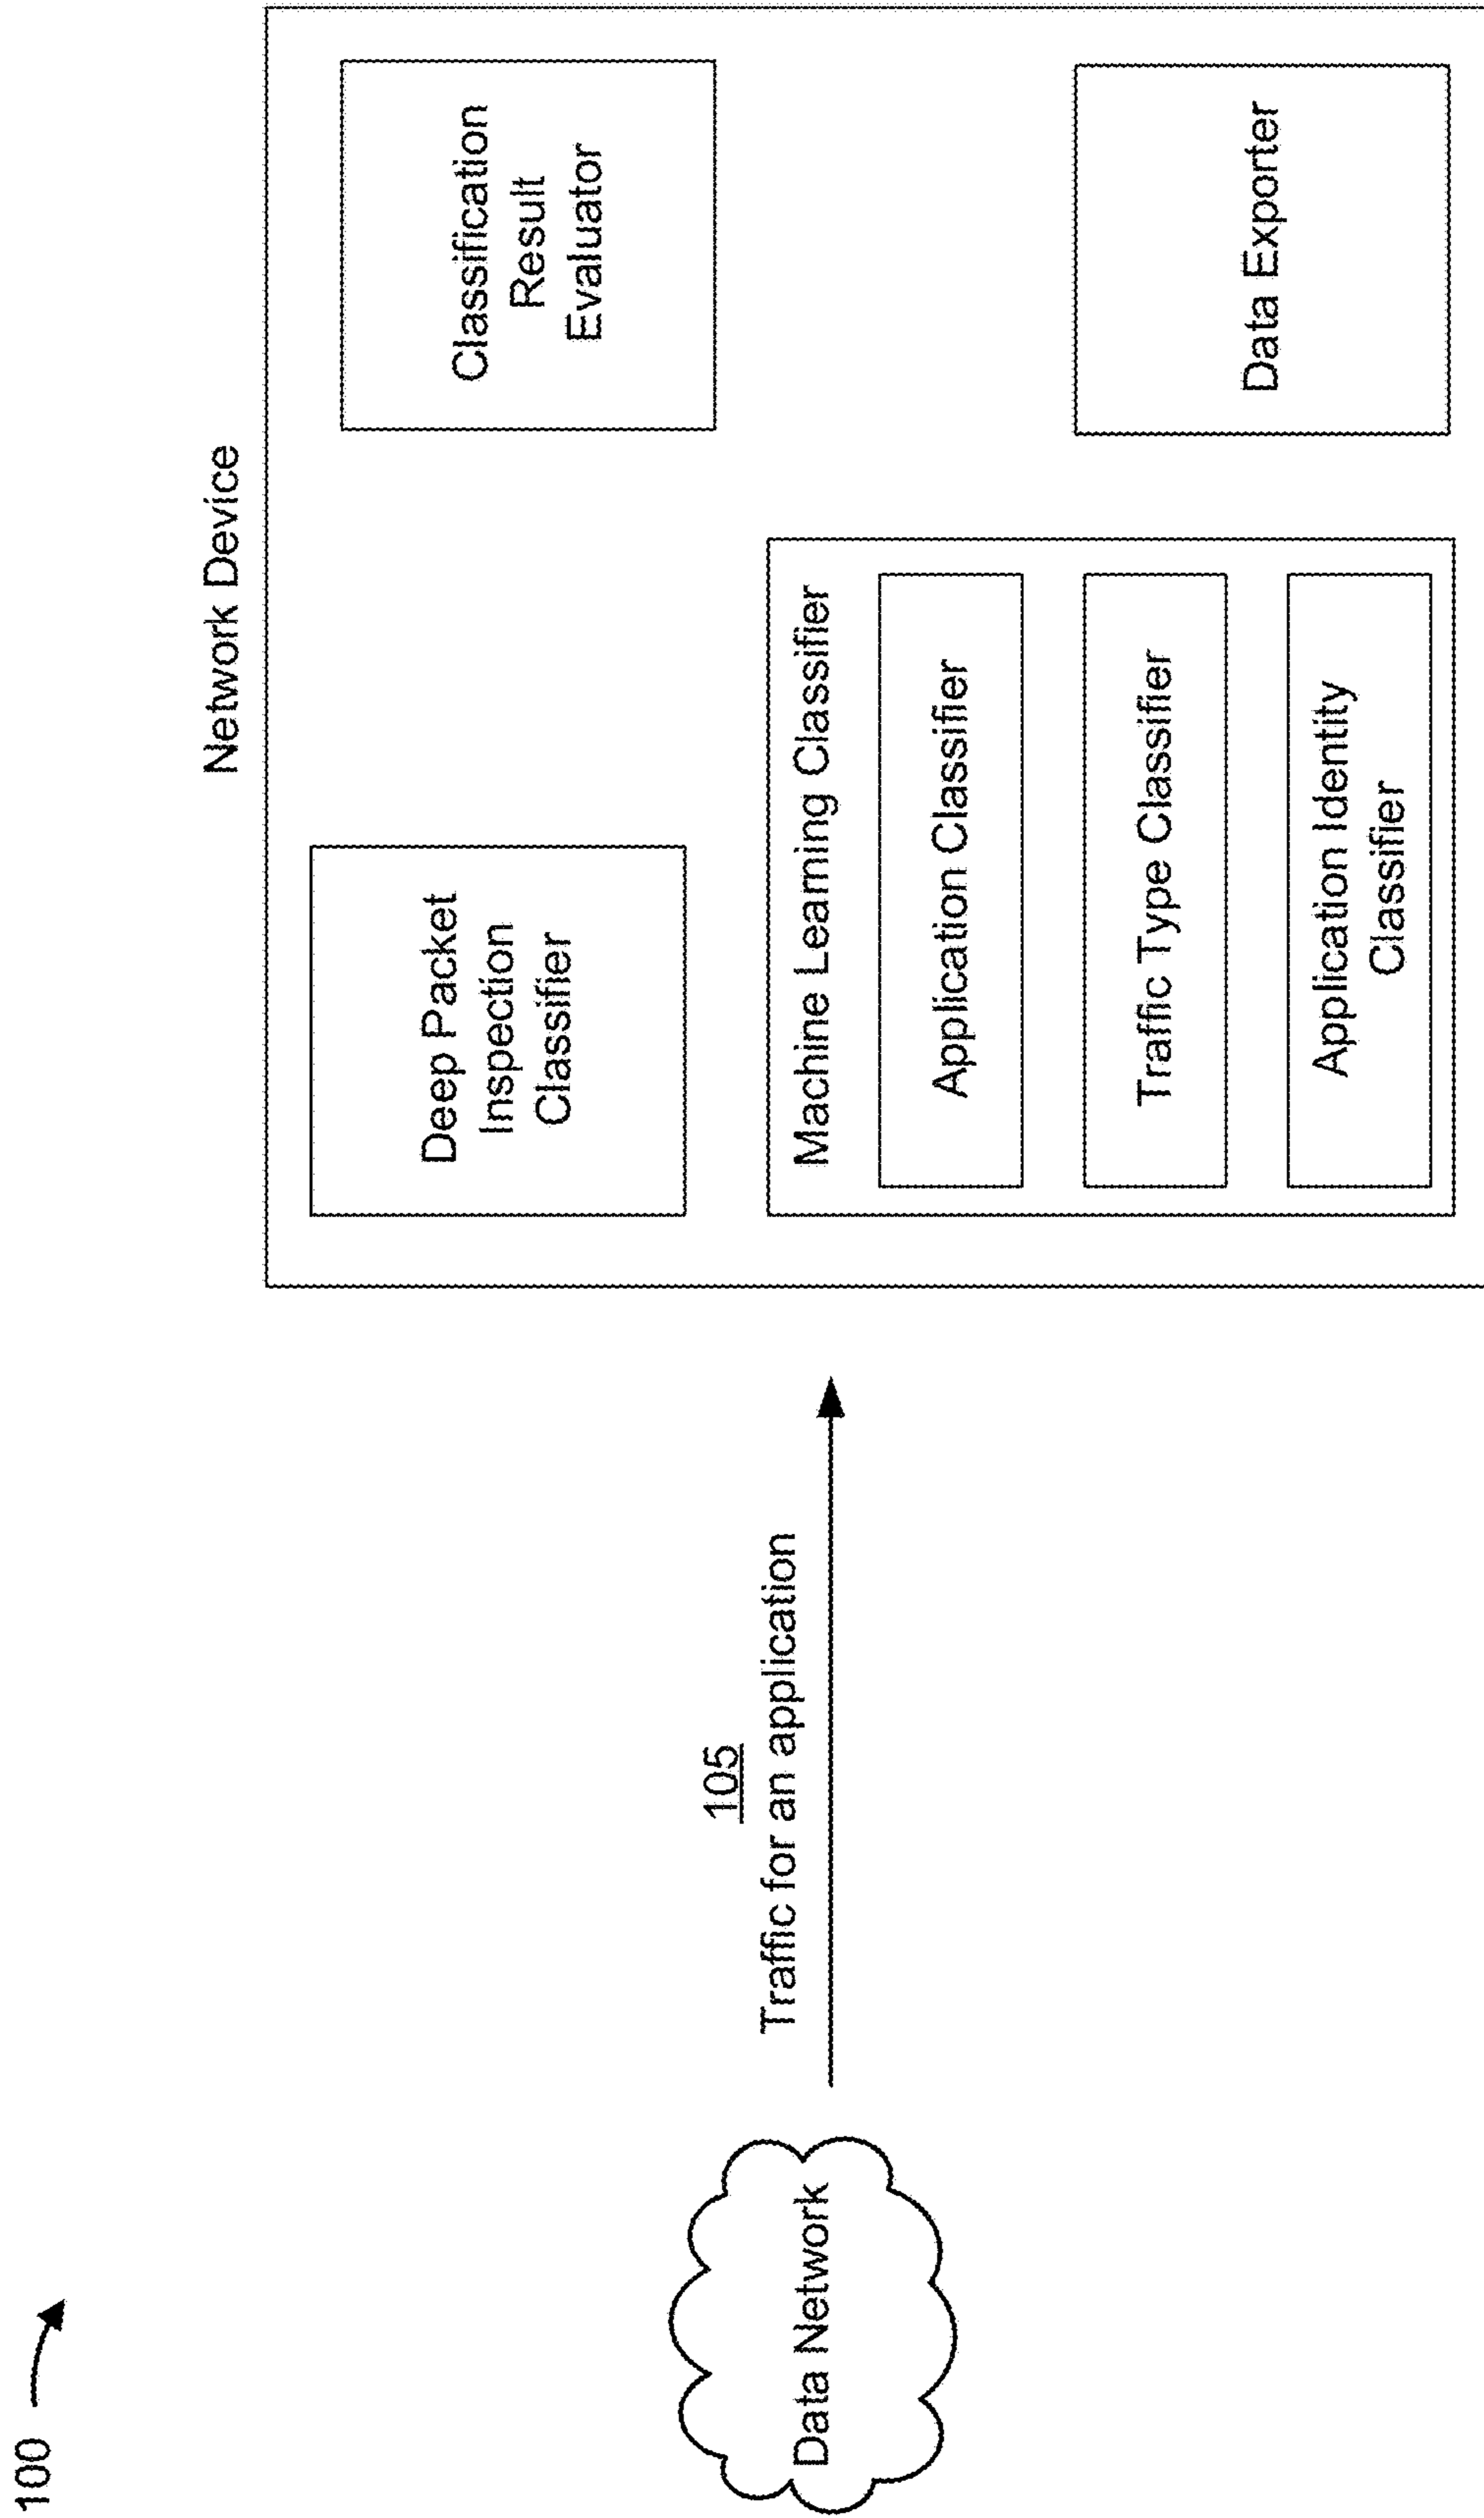 100
Data Network
105
Traffic for an application
Network Device
Deep Packet
Inspection
Classifier
Classification
Result
Evaluator
Machine Learning Classifier
Application Classifier
Traffic Type Classifier
Application Identity
Classifier
Data Exporter